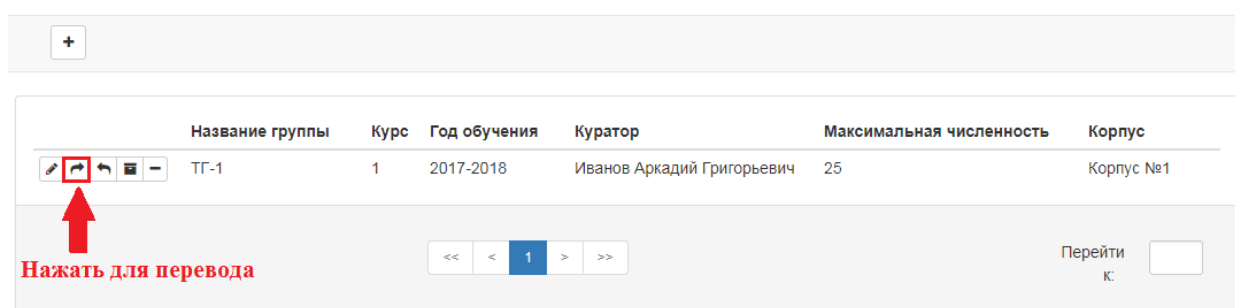 +
Название группы Курс Год обучения Куратор Максимальная численность Корпус
ТГ-1 1 2017-2018 Иванов Аркадий Григорьевич 25 Корпус №1
<< < 1 > >> Перейти
к:
Нажать для перевода